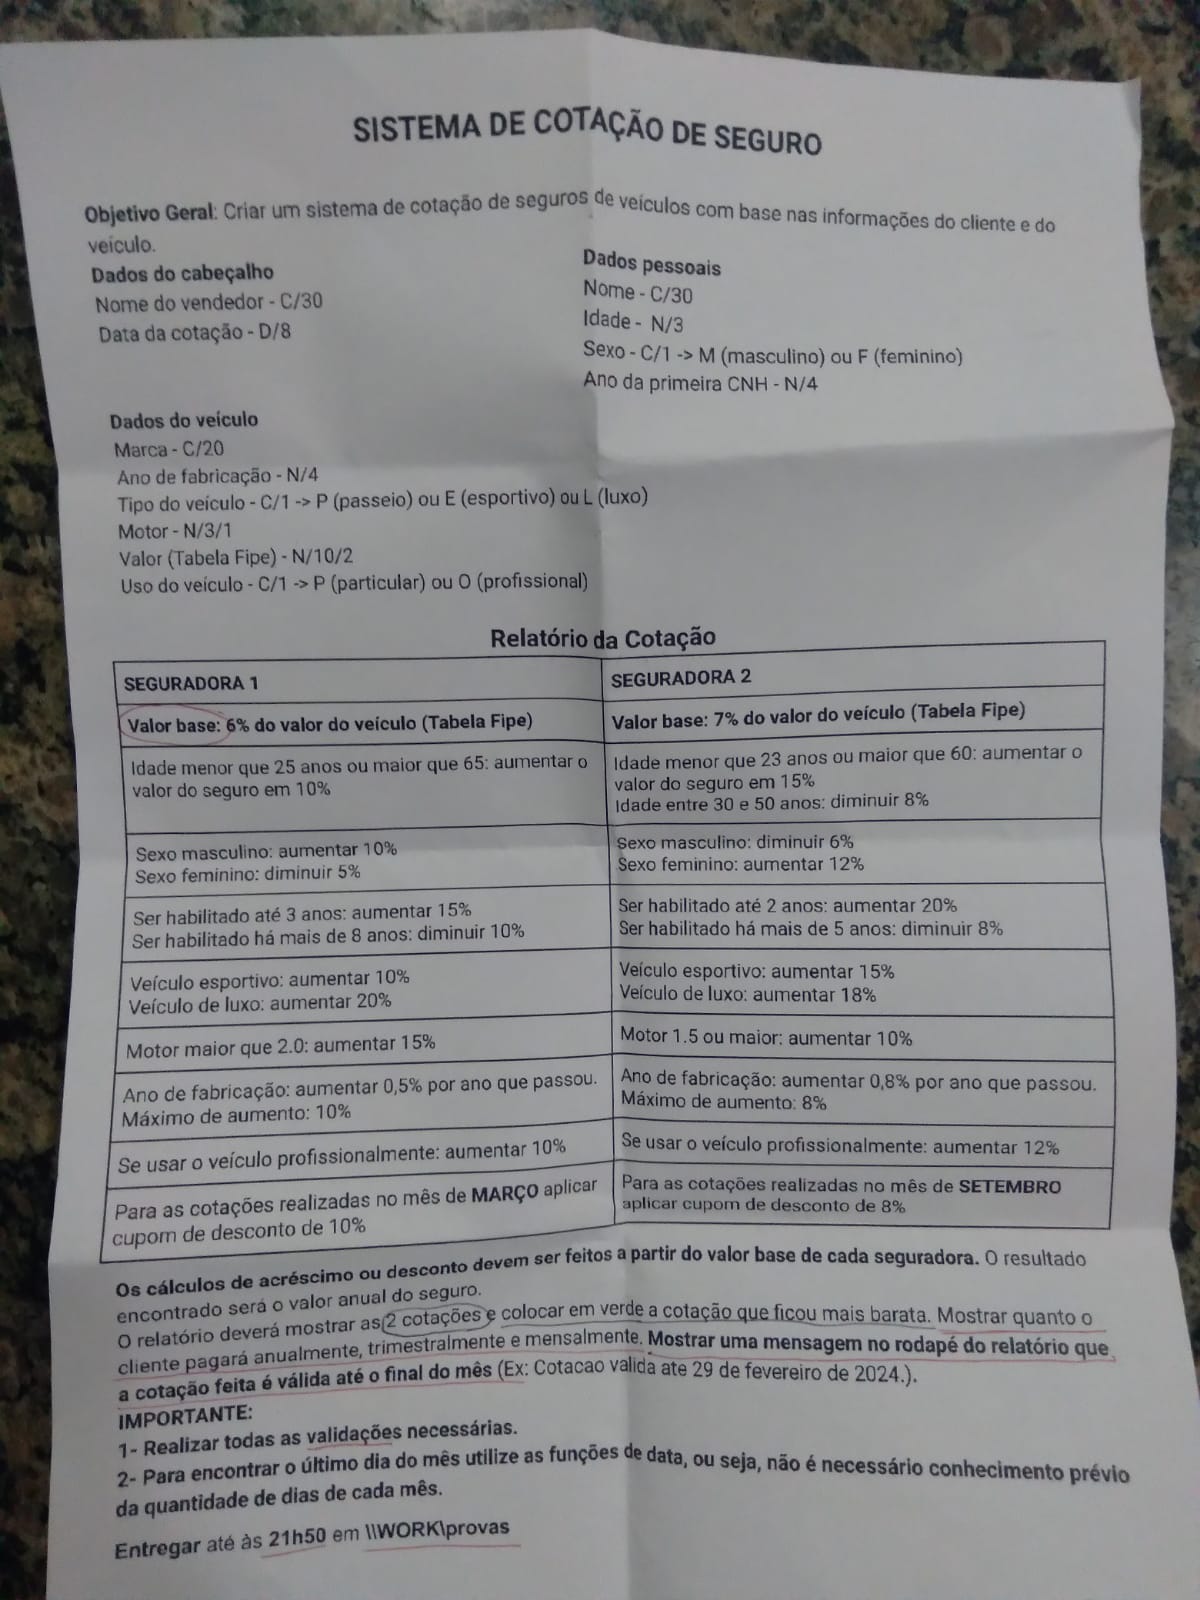 SISTEMA DE COTAÇÃO DE SEGURO
Objetivo Geral: Criar um sistema de cotação de seguros de veículos com base nas informações do cliente e do
veículo.
Dados do cabeçalho
Nome do vendedor - C/30
Data da cotação - D/8
Dados pessoais
Nome - C/30
Idade - N/3
Sexo - C/1 -> M (masculino) ou F (feminino)
Ano da primeira CNH - N/4
Dados do veículo
Marca - C/20
Ano de fabricação - N/4
Tipo do veículo - C/1 -> P (passeio) ou E (esportivo) ou L (luxo)
Motor - N/3/1
Valor (Tabela Fipe) - N/10/2
Uso do veículo - C/1 -> P (particular) ou O (profissional)
Relatório da Cotação
SEGURADORA 1
SEGURADORA 2
Valor base: 6% do valor do veículo (Tabela Fipe)
Valor base: 7% do valor do veículo (Tabela Fipe)
Idade menor que 25 anos ou maior que 65: aumentar o
valor do seguro em 10%
Idade menor que 23 anos ou maior que 60: aumentar o
valor do seguro em 15%
Idade entre 30 e 50 anos: diminuir 8%
Sexo masculino: aumentar 10%
Sexo feminino: diminuir 5%
Sexo masculino: diminuir 6%
Sexo feminino: aumentar 12%
Ser habilitado até 3 anos: aumentar 15%
Ser habilitado há mais de 8 anos: diminuir 10%
Ser habilitado até 2 anos: aumentar 20%
Ser habilitado há mais de 5 anos: diminuir 8%
Veículo esportivo: aumentar 10%
Veículo de luxo: aumentar 20%
Veículo esportivo: aumentar 15%
Veículo de luxo: aumentar 18%
Motor maior que 2.0: aumentar 15%
Motor 1.5 ou maior: aumentar 10%
Ano de fabricação: aumentar 0,5% por ano que passou.
Máximo de aumento: 10%
Ano de fabricação: aumentar 0,8% por ano que passou.
Máximo de aumento: 8%
Se usar o veículo profissionalmente: aumentar 10%
Se usar o veículo profissionalmente: aumentar 12%
Para as cotações realizadas no mês de MARÇO aplicar
cupom de desconto de 10%
Para as cotações realizadas no mês de SETEMBRO
aplicar cupom de desconto de 8%
Os cálculos de acréscimo ou desconto devem ser feitos a partir do valor base de cada seguradora. O resultado
encontrado será o valor anual do seguro.
O relatório deverá mostrar as 2 cotações e colocar em verde a cotação que ficou mais barata. Mostrar quanto o
cliente pagará anualmente, trimestralmente e mensalmente. Mostrar uma mensagem no rodapé do relatório que
a cotação feita é válida até o final do mês (Ex: Cotacao valida ate 29 de fevereiro de 2024.).
IMPORTANTE:
1- Realizar todas as validações necessárias.
2- Para encontrar o último dia do mês utilize as funções de data, ou seja, não é necessário conhecimento prévio
da quantidade de dias de cada mês.
Entregar até às 21h50 em \\WORK\provas